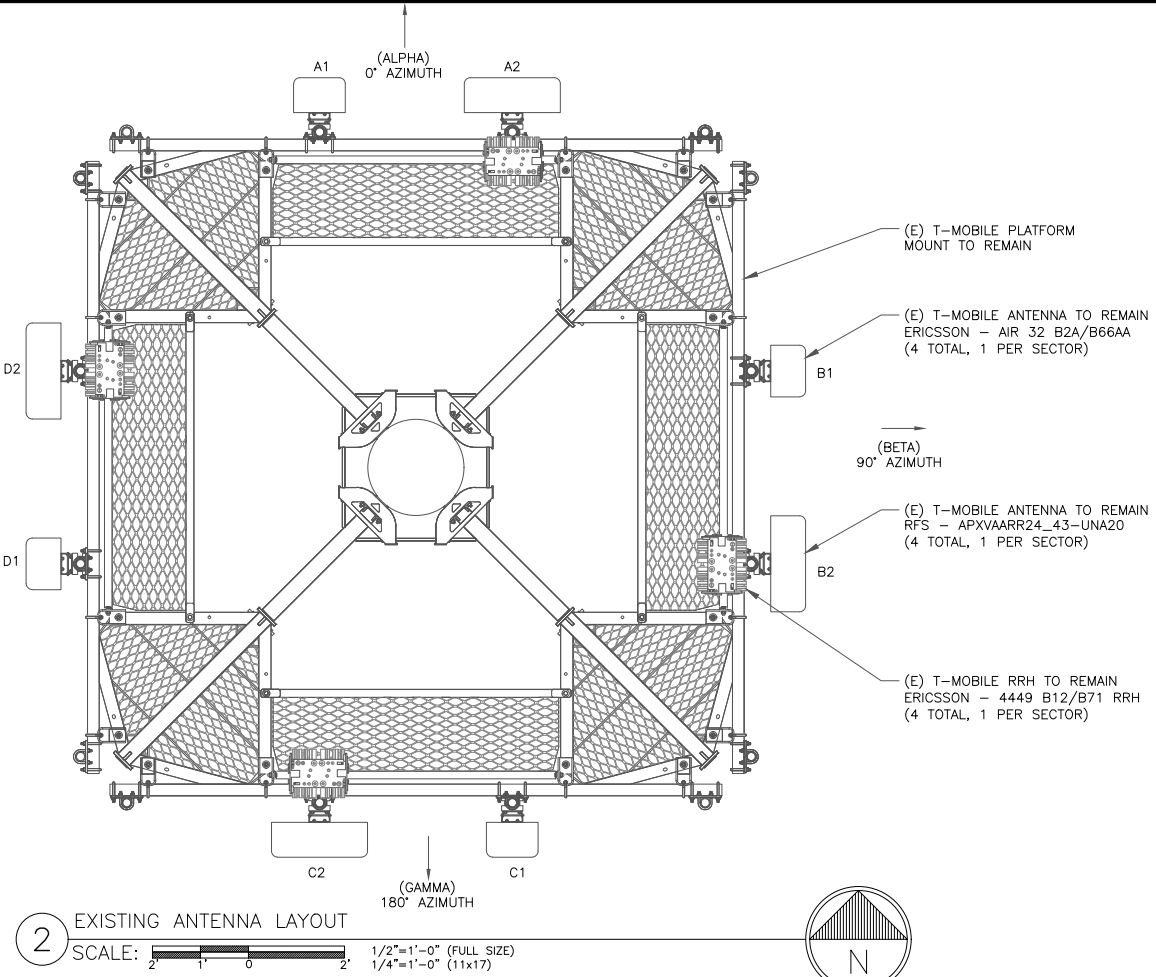 (ALPHA)
0° AZIMUTH
A1
A2
(E) T-MOBILE PLATFORM
MOUNT TO REMAIN
(E) T-MOBILE ANTENNA TO REMAIN
ERICSSON - AIR 32 B2A/B66AA
(4 TOTAL, 1 PER SECTOR)
D2
B1
(BETA)
90° AZIMUTH
(E) T-MOBILE ANTENNA TO REMAIN
RFS - APXVAARR24_43-UNA20
(4 TOTAL, 1 PER SECTOR)
D1
B2
(E) T-MOBILE RRH TO REMAIN
ERICSSON - 4449 B12/B71 RRH
(4 TOTAL, 1 PER SECTOR)
C2
C1
(GAMMA)
180° AZIMUTH
2
EXISTING ANTENNA LAYOUT
SCALE:
2' 1' 0 2'
1/2"=1'-0" (FULL SIZE)
1/4"=1'-0" (11x17)
N